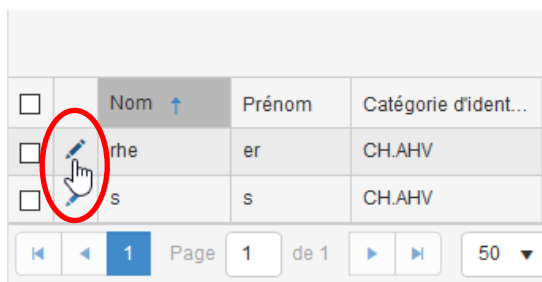 Nom Prénom Catégorie d'ident...
rhe er CH.AHV
s s CH.AHV
1 Page 1 de 1 50